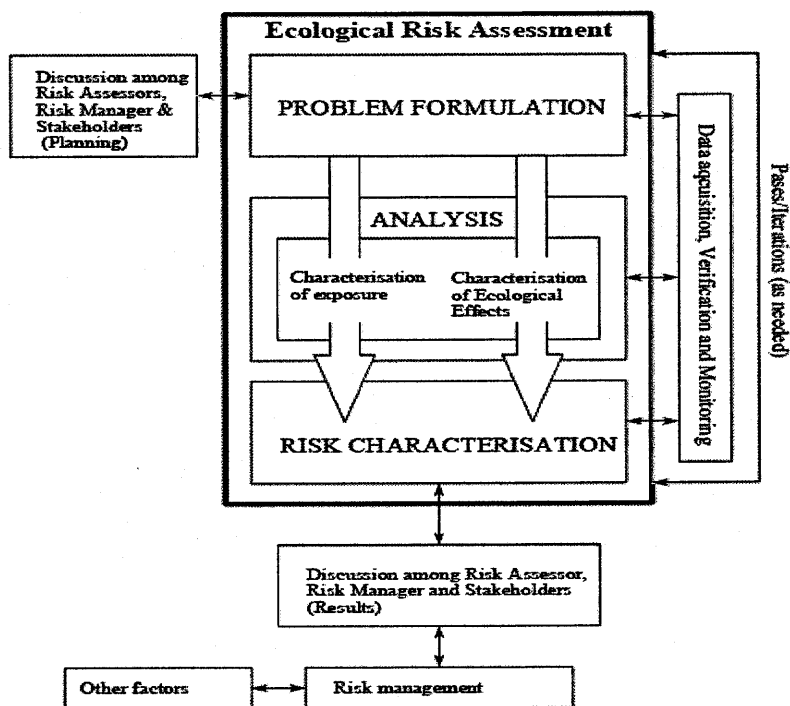 Ecological Risk Assessment
Discussion among
Risk Assessors,
Risk Manager &
Stakeholders
(Planning)
PROBLEM FORMULATION
ANALYSIS
Characterisation
of exposure
Characterisation
of Ecological
Effects
RISK CHARACTERISATION
Data aqcuisition, Verification and Monitoring
Pases/Iterations (as needed)
Discussion among Risk Assessor,
Risk Manager and Stakeholders
(Results)
Other factors
Risk management